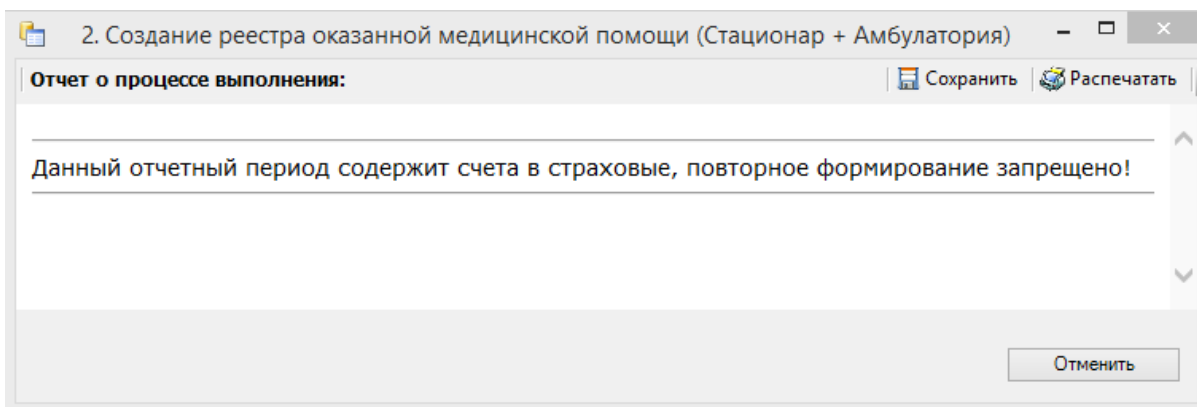 2. Создание реестра оказанной медицинской помощи (Стационар + Амбулатория)
Отчет о процессе выполнения: Сохранить Распечатать
Данный отчетный период содержит счета в страховые, повторное формирование запрещено!
Отменить